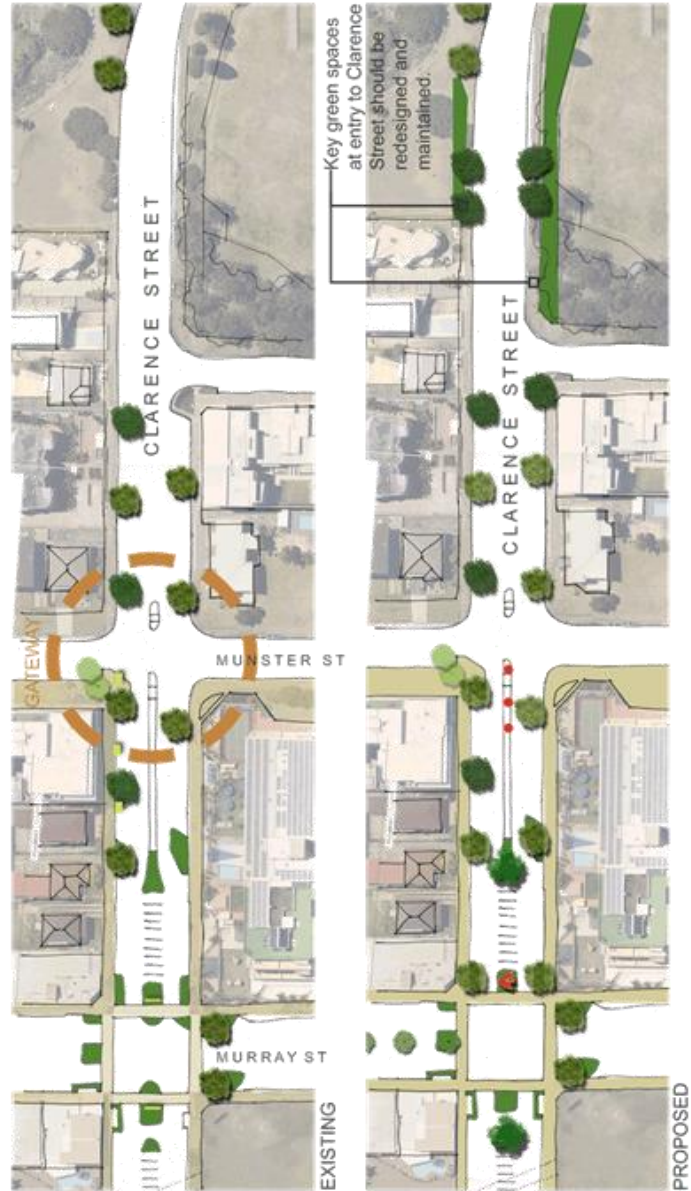 GATEWAY
CLARENCE STREET
MUNSTER ST
MURRAY ST
EXISTING
Key green spaces
at entry to Clarence
Street should be
redesigned and
maintained.
CLARENCE STREET
PROPOSED